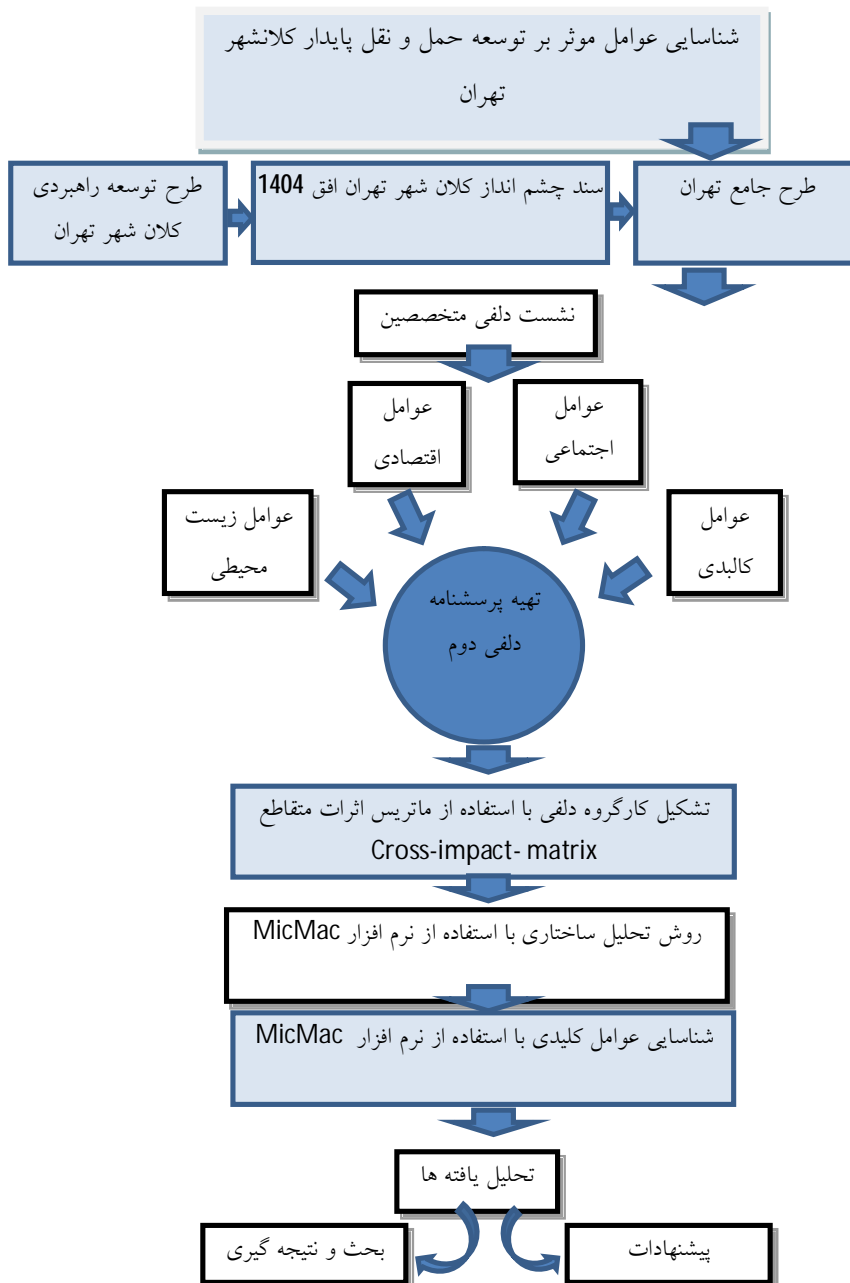 شناسایی عوامل موثر بر توسعه حمل و نقل پایدار کلانشهر
تهران
طرح جامع تهران
سند چشم انداز کلان شهر تهران افق 1404
طرح توسعه راهبردی
کلان شهر تهران
نشست دلفی متخصصین
عوامل
اجتماعی
عوامل
اقتصادی
عوامل
کالبدی
عوامل زیست
محیطی
تهیه پرسشنامه
دلفی دوم
تشکیل کارگروه دلفی با استفاده از ماتریس اثرات متقاطع
Cross-impact- matrix
روش تحلیل ساختاری با استفاده از نرم افزار MicMac
شناسایی عوامل کلیدی با استفاده از نرم افزار MicMac
تحلیل یافته ها
پیشنهادات
بحث و نتیجه گیری